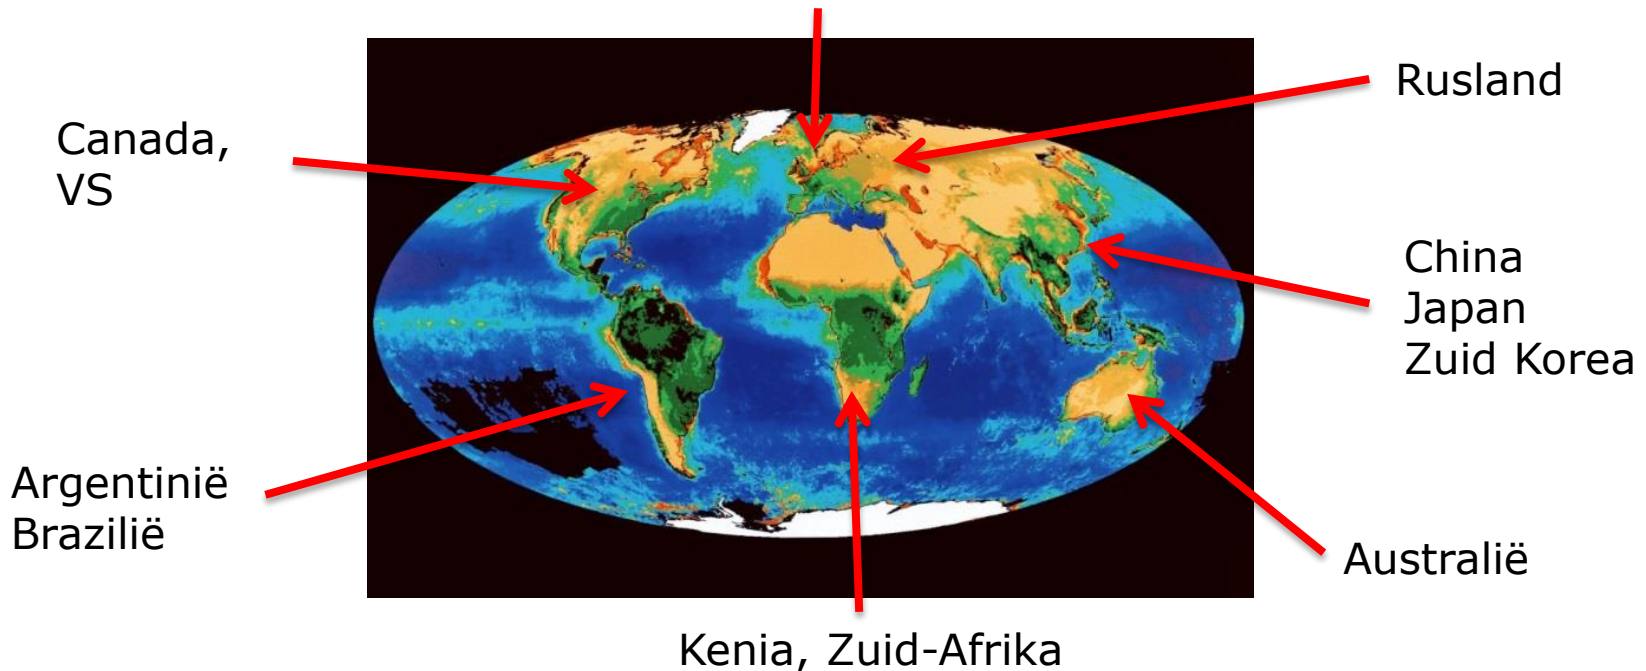 Rusland
Canada,
VS
China
Japan
Zuid Korea
Argentinië
Brazilië
Australië
Kenia, Zuid-Afrika